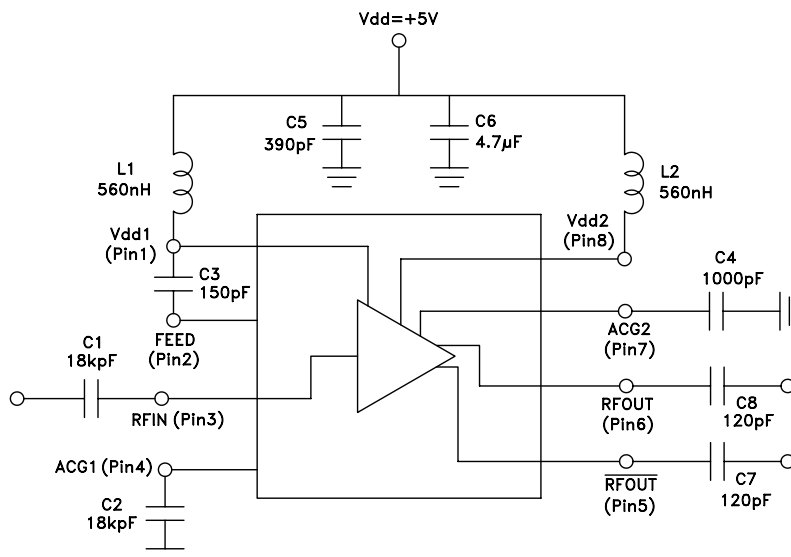 Vdd=+5V
C5
390pF
C6
4.7µF
L1
560nH
L2
560nH
Vdd1
(Pin1)
Vdd2
(Pin8)
C3
150pF
C4
1000pF
FEED
(Pin2)
ACG2
(Pin7)
C1
18kpF
RFIN (Pin3)
RFOUT
(Pin6)
C8
120pF
ACG1 (Pin4)
RFOUT
(Pin5)
C7
120pF
C2
18kpF